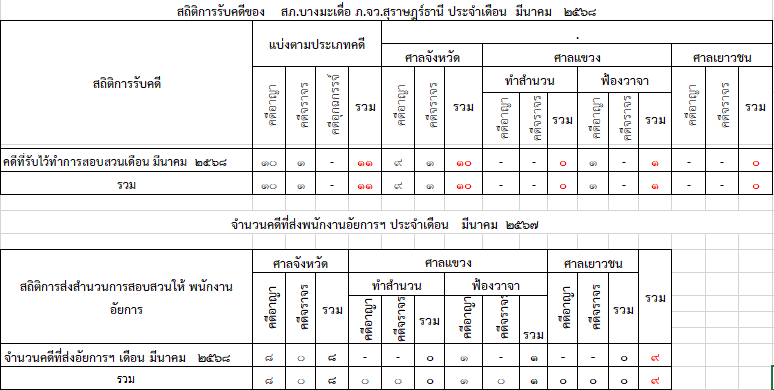 สถิติการรับคดีของ สภ.บางมะเดื่อ ภ.จว.สุราษฎร์ธานี ประจำเดือน มีนาคม ๒๕๖๘
สถิติการรับคดี แบ่งตามประเภทคดี .
ศาลจังหวัด ศาลแขวง ศาลเยาวชน
ทำสำนวน ฟ้องวาจา
คดีอาญา คดีจราจร คดีอุกฉกรรจ์ รวม คดีอาญา คดีจราจร รวม คดีอาญา คดีจราจร รวม คดีอาญา คดีจราจร รวม คดีอาญา คดีจราจร รวม
คดีที่รับไว้ทำการสอบสวนเดือน มีนาคม ๒๕๖๘ ๑๐ ๑ - ๑๑ ๙ ๑ ๑๐ - - ๐ ๑ - ๑ - - ๐
รวม ๑๐ ๑ - ๑๑ ๙ ๑ ๑๐ - - ๐ ๑ - ๑ - - ๐
จำนวนคดีที่ส่งพนักงานอัยการฯ ประจำเดือน มีนาคม ๒๕๖๗
สถิติการส่งสำนวนการสอบสวนให้ พนักงาน
อัยการ
ศาลจังหวัด ศาลแขวง ศาลเยาวชน รวม
ทำสำนวน ฟ้องวาจา
คดีอาญา คดีจราจร รวม คดีอาญา คดีจราจร รวม คดีอาญา คดีจราจร รวม คดีอาญา คดีจราจร รวม
จำนวนคดีที่ส่งอัยการฯ เดือน มีนาคม ๒๕๖๘ ๘ ๐ ๘ - - ๐ ๑ - ๑ - - ๐ ๙
รวม ๘ ๐ ๘ ๐ ๐ ๐ ๑ ๐ ๑ ๐ ๐ ๐ ๙